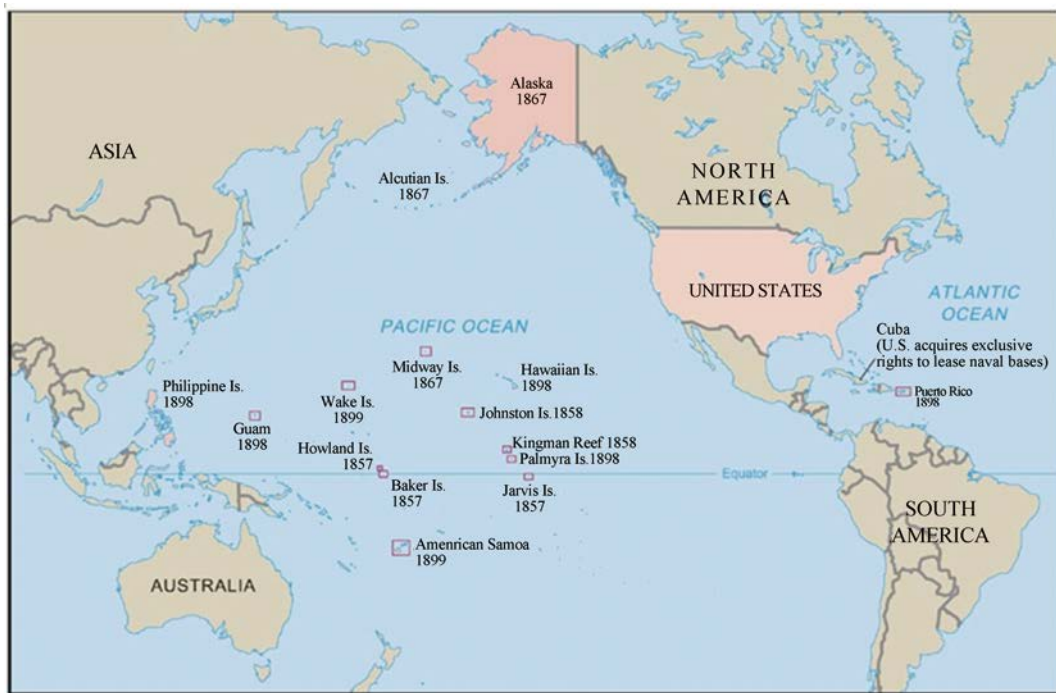 Alaska
1867
ASIA
NORTH
AMERICA
Alcutian Is.
1867
UNITED STATES
ATLANTIC
OCEAN
PACIFIC OCEAN
Cuba
(U.S. acquires exclusive
rights to lease naval bases)
Midway Is.
1867
Hawaiian Is.
1898
Philippine Is.
1898
Wake Is.
1899
Puerto Rico
1898
Johnston Is.1858
Guam
1898
Kingman Reef 1858
Howland Is.
1857
Palmyra Is.1898
Equator
Baker Is.
1857
Jarvis Is.
1857
SOUTH
AMERICA
Amenrican Samoa
1899
AUSTRALIA